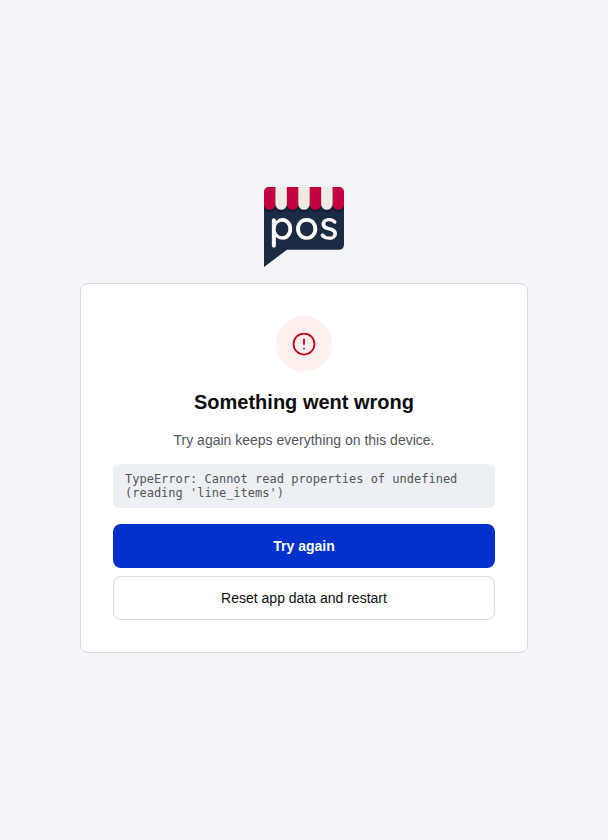 pos
Something went wrong
Try again keeps everything on this device.
TypeError: Cannot read properties of undefined
(reading 'line_items')
Try again
Reset app data and restart